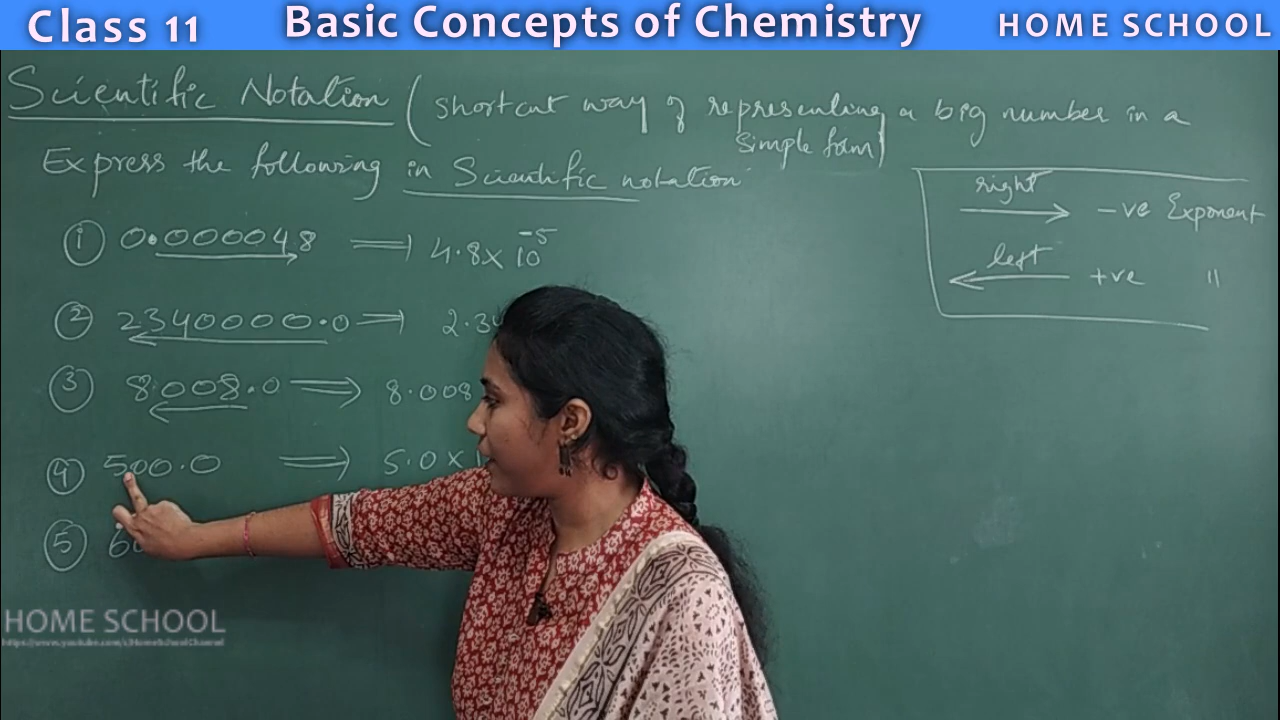 Class 11 Basic Concepts of Chemistry HOME SCHOOL
Scientific Notation (shortcut way of representing a big number in a
simple form)
Express the following in Scientific notation
right
→ -ve Exponent
left
← +ve "
① 0.000048 ⟹ 4.8 x 10⁻⁵
② 2340000.0 ⟹ 2.3
③ 8008.0 ⟹ 8.008
④ 500.0 ⟹ 5.0 x 1
⑤ 6
HOME SCHOOL